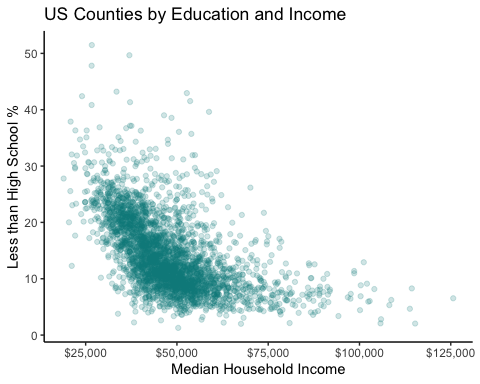 US Counties by Education and Income
Less than High School %
50
40
30
20
10
0
$25,000 $50,000 $75,000 $100,000 $125,000
Median Household Income